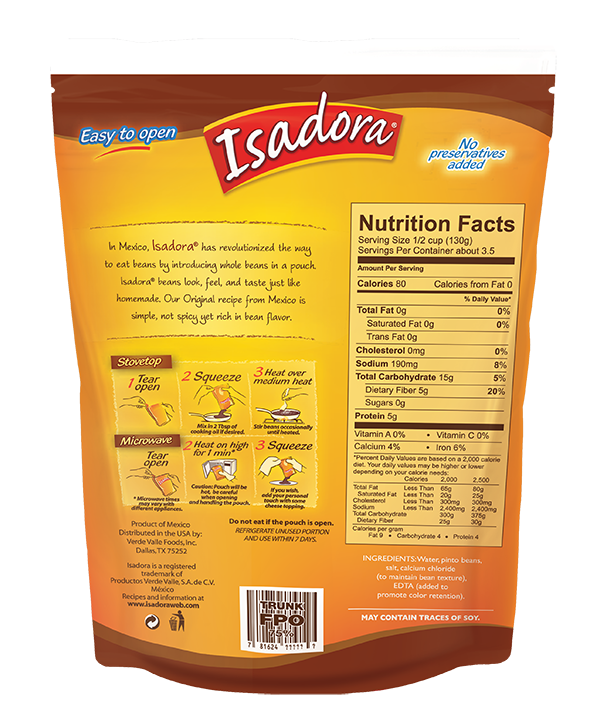 Easy to open
Isadora®
No
preservatives
added
In Mexico, Isadora® has revolutionized the way
to eat beans by introducing whole beans in a pouch.
Isadora® beans look, feel, and taste just like
homemade. Our Original recipe from Mexico is
simple, not spicy yet rich in bean flavor.
Stovetop
1 Tear
open
2 Squeeze
Mix in 2 Tbsp of
cooking oil if desired.
3 Heat over
medium heat
Stir beans occasionally
until heated.
Microwave
1 Tear
open
* Microwave times
may vary with
different appliances.
2 Heat on high
for 1 min*
Caution: Pouch will be
hot, be careful
when opening
and handling the pouch.
3 Squeeze
If you wish,
add your personal
touch with some
cheese topping.
Product of Mexico
Distributed in the USA by:
Verde Valle Foods, Inc.
Dallas, TX 75252
Isadora is a registered
trademark of
Productos Verde Valle, S.A. de C.V.
México
Recipes and information at
www.isadoraweb.com
Do not eat if the pouch is open.
REFRIGERATE UNUSED PORTION
AND USE WITHIN 7 DAYS.
TRUNK
FPO
75%
7 81624 11111 7
Nutrition Facts
Serving Size 1/2 cup (130g)
Servings Per Container about 3.5
Amount Per Serving
Calories 80 Calories from Fat 0
% Daily Value*
Total Fat 0g 0%
Saturated Fat 0g 0%
Trans Fat 0g
Cholesterol 0mg 0%
Sodium 190mg 8%
Total Carbohydrate 15g 5%
Dietary Fiber 5g 20%
Sugars 0g
Protein 5g
Vitamin A 0% • Vitamin C 0%
Calcium 4% • Iron 6%
*Percent Daily Values are based on a 2,000 calorie
diet. Your daily values may be higher or lower
depending on your calorie needs:
Calories 2,000 2,500
Total Fat Less Than 65g 80g
Saturated Fat Less Than 20g 25g
Cholesterol Less Than 300mg 300mg
Sodium Less Than 2,400mg 2,400mg
Total Carbohydrate 300g 375g
Dietary Fiber 25g 30g
Calories per gram
Fat 9 • Carbohydrate 4 • Protein 4
INGREDIENTS: Water, pinto beans,
salt, calcium chloride
(to maintain bean texture),
EDTA (added to
promote color retention).
MAY CONTAIN TRACES OF SOY.